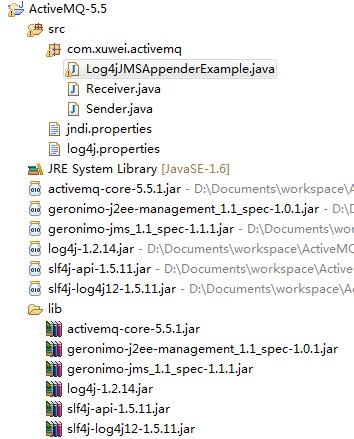 ActiveMQ-5.5
src
com.xuwei.activemq
Log4jJMSAppenderExample.java
Receiver.java
Sender.java
jndi.properties
log4j.properties
JRE System Library [JavaSE-1.6]
activemq-core-5.5.1.jar - D:\Documents\workspace\A
geronimo-j2ee-management_1.1_spec-1.0.1.jar - D:
geronimo-jms_1.1_spec-1.1.1.jar - D:\Documents\w
log4j-1.2.14.jar - D:\Documents\workspace\ActiveMQ
slf4j-api-1.5.11.jar - D:\Documents\workspace\Activ
slf4j-log4j12-1.5.11.jar - D:\Documents\workspace\Ac
lib
activemq-core-5.5.1.jar
geronimo-j2ee-management_1.1_spec-1.0.1.jar
geronimo-jms_1.1_spec-1.1.1.jar
log4j-1.2.14.jar
slf4j-api-1.5.11.jar
slf4j-log4j12-1.5.11.jar